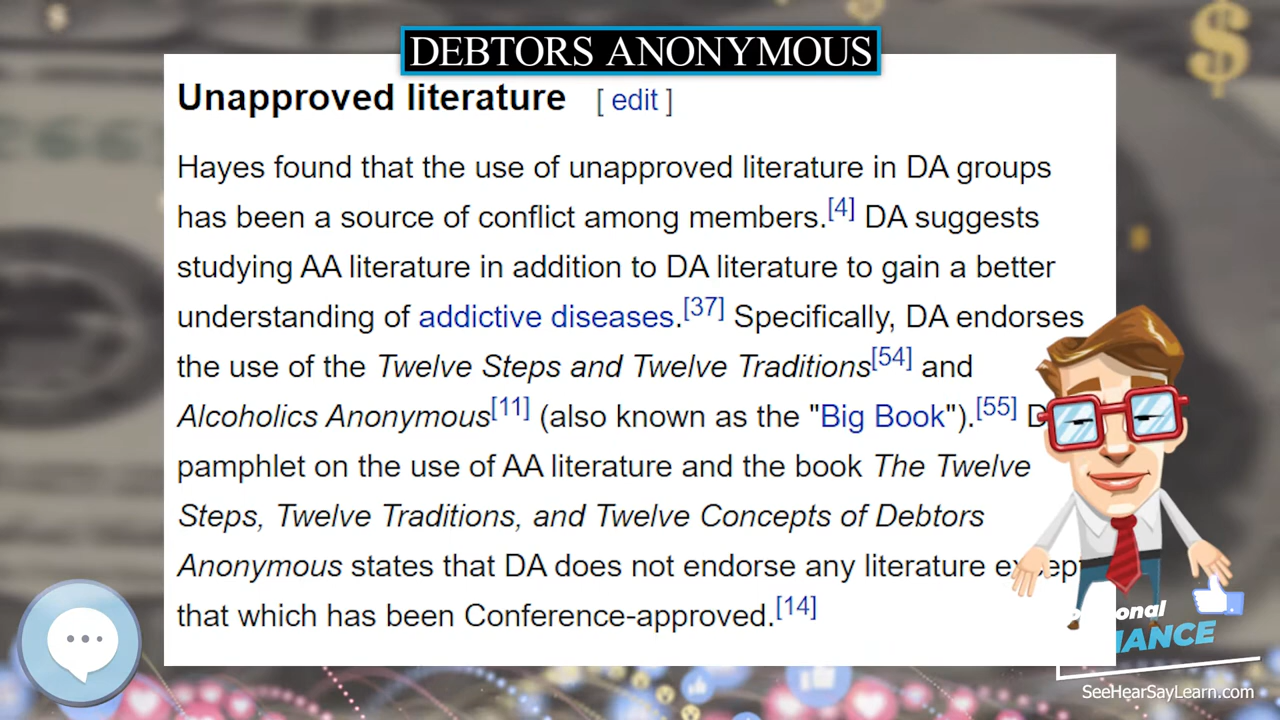 DEBTORS ANONYMOUS
Unapproved literature [ edit ]
Hayes found that the use of unapproved literature in DA groups
has been a source of conflict among members.[4] DA suggests
studying AA literature in addition to DA literature to gain a better
understanding of addictive diseases.[37] Specifically, DA endorses
the use of the Twelve Steps and Twelve Traditions[54] and
Alcoholics Anonymous[11] (also known as the "Big Book").[55]
pamphlet on the use of AA literature and the book The Twelve
Steps, Twelve Traditions, and Twelve Concepts of Debtors
Anonymous states that DA does not endorse any literature except
that which has been Conference-approved.[14]
SeeHearSayLearn.com